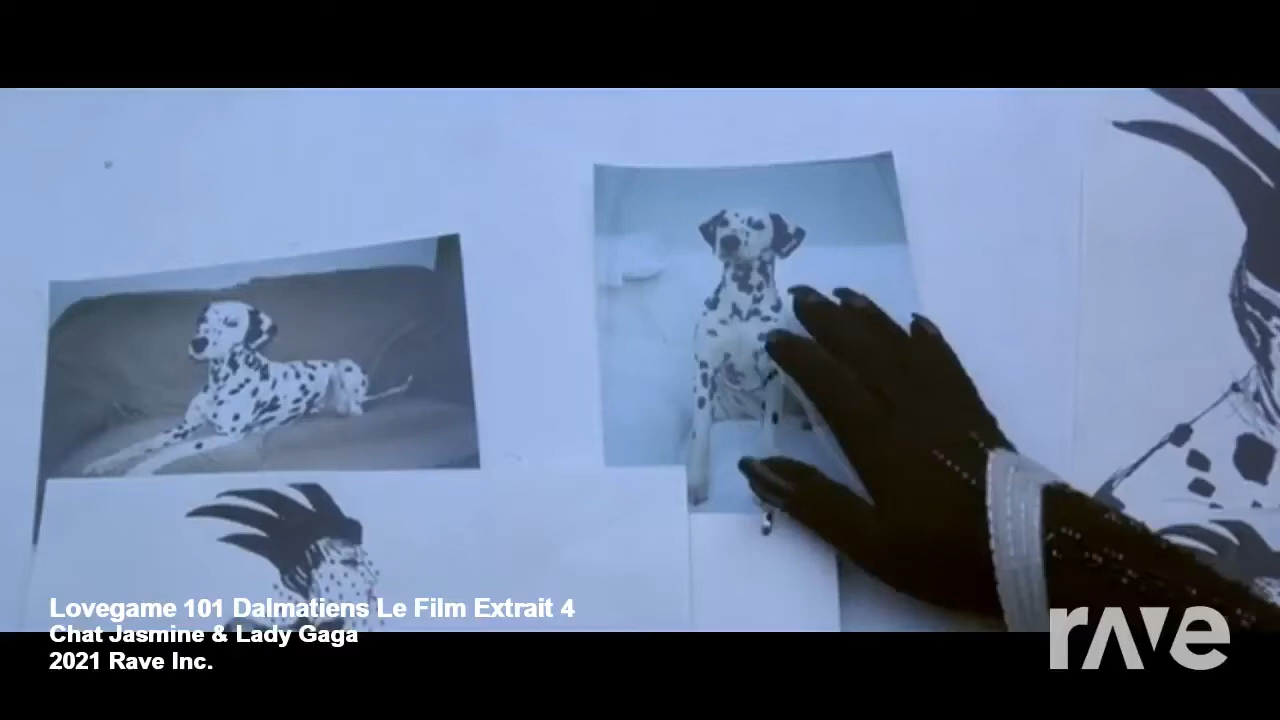 Lovegame 101 Dalmatiens Le Film Extrait 4
Chat Jasmine & Lady Gaga
2021 Rave Inc.
rave